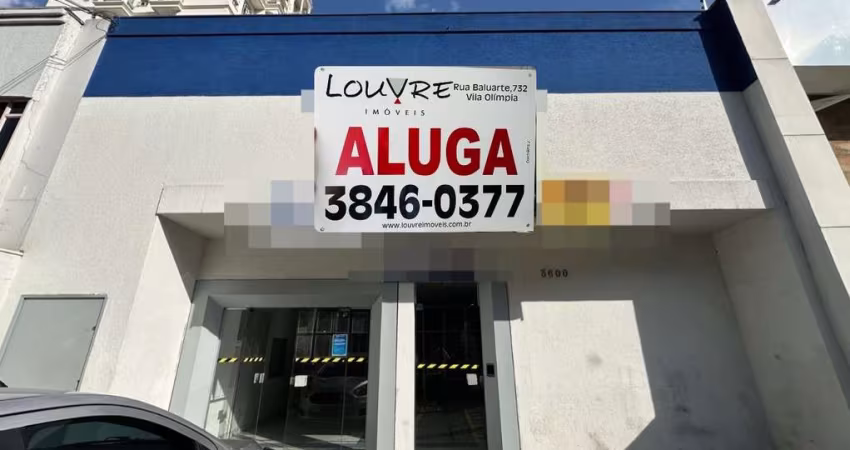 LOUVRE
IMÓVEIS
Rua Baluarte,732
Vila Olímpia
ALUGA
3846-0377
www.louvreimoveis.com.br
5600